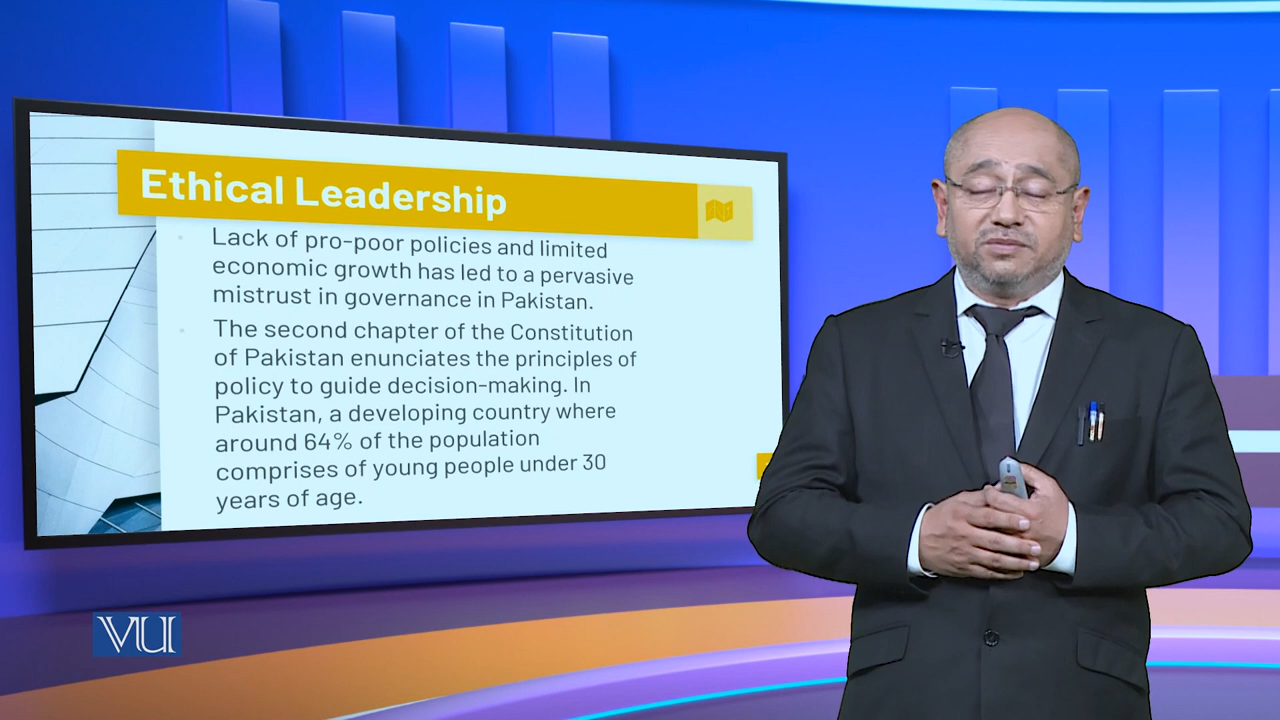 Ethical Leadership
Lack of pro-poor policies and limited
economic growth has led to a pervasive
mistrust in governance in Pakistan.
The second chapter of the Constitution
of Pakistan enunciates the principles of
policy to guide decision-making. In
Pakistan, a developing country where
around 64% of the population
comprises of young people under 30
years of age.
VU